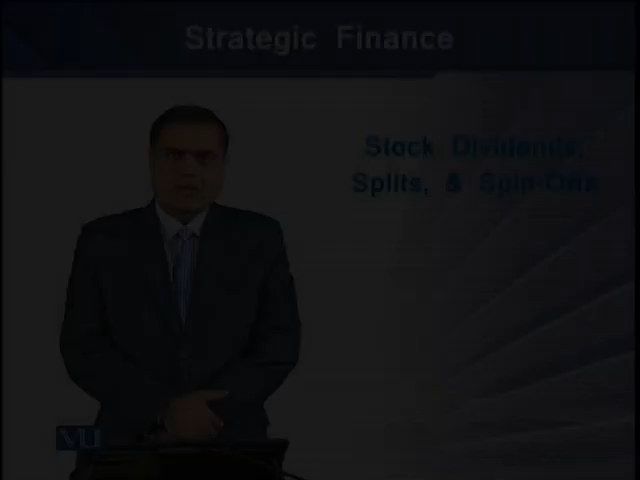 Strategic Finance
Stock Dividends,
Splits, & Spin-Offs
VU